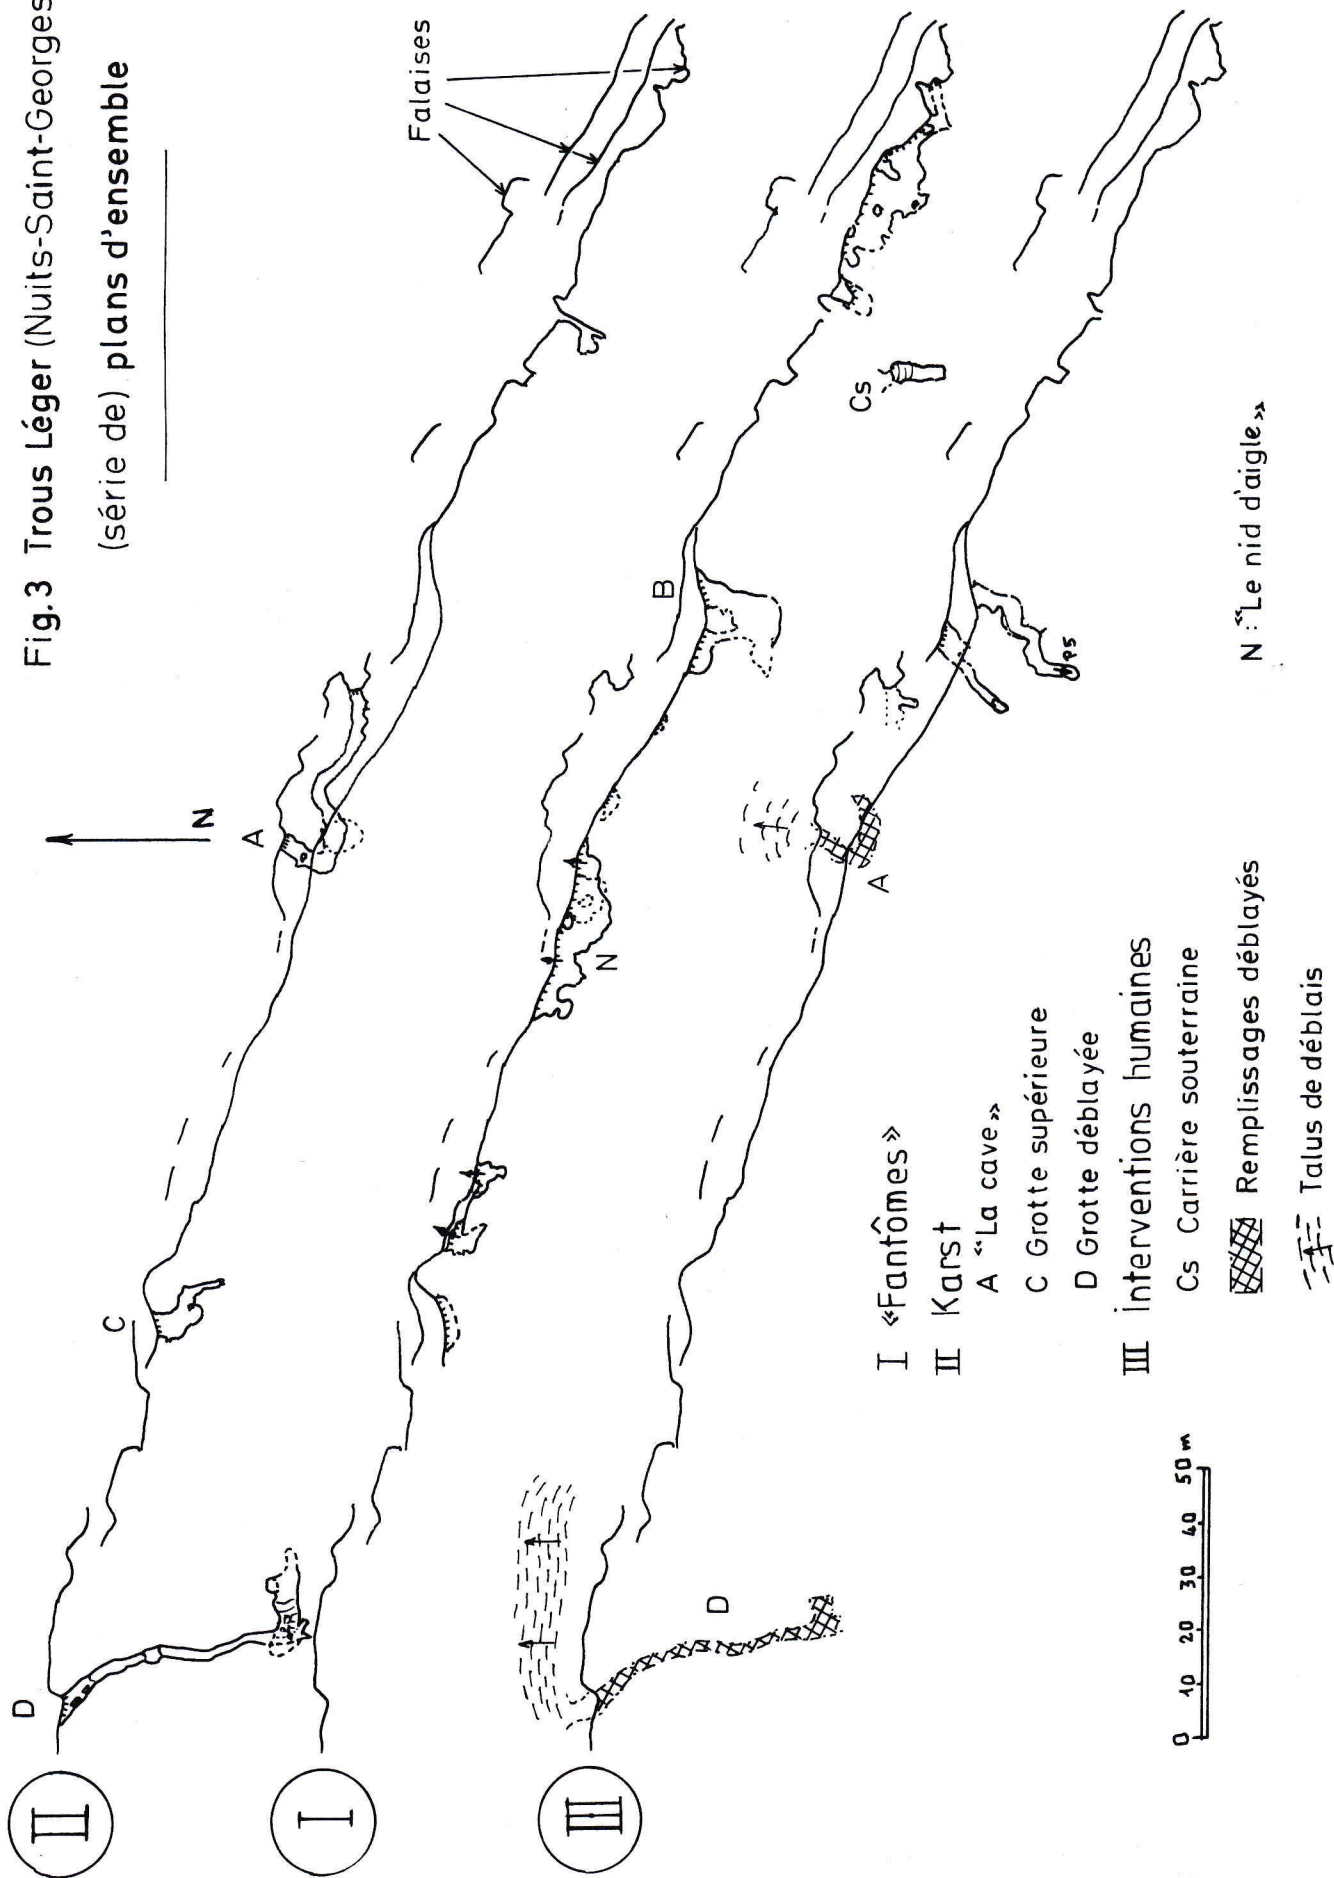 Fig.3 Trous Léger (Nuits-Saint-Georges
(série de) plans d'ensemble
Falaises
N
II
D
C
A
I
N
B
III
D
A
Cs
P5
I «Fantômes»
II Karst
A “La cave„
C Grotte supérieure
D Grotte déblayée
III Interventions humaines
Cs Carrière souterraine
Remplissages déblayés
Talus de déblais
N : “Le nid d'aigle„
0 10 20 30 40 50 m